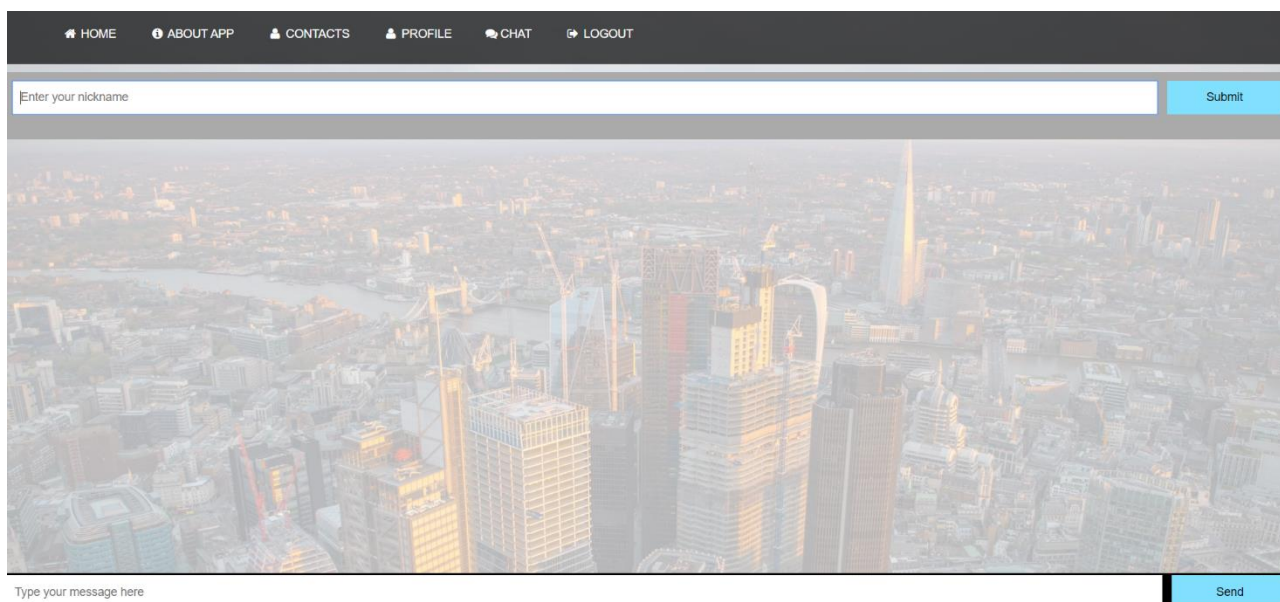 HOME ABOUT APP CONTACTS PROFILE CHAT LOGOUT
Enter your nickname Submit
Type your message here Send